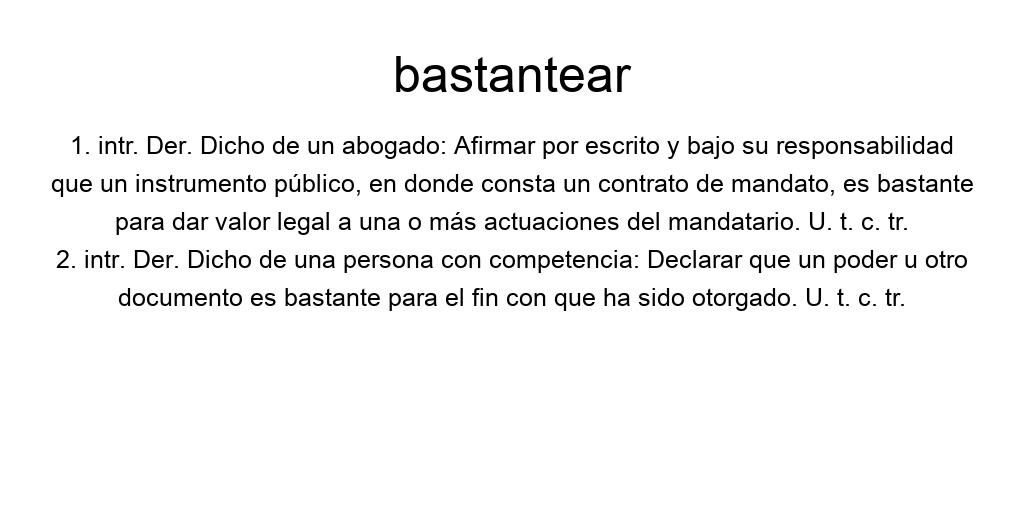 bastantear
1. intr. Der. Dicho de un abogado: Afirmar por escrito y bajo su responsabilidad
que un instrumento público, en donde consta un contrato de mandato, es bastante
para dar valor legal a una o más actuaciones del mandatario. U. t. c. tr.
2. intr. Der. Dicho de una persona con competencia: Declarar que un poder u otro
documento es bastante para el fin con que ha sido otorgado. U. t. c. tr.